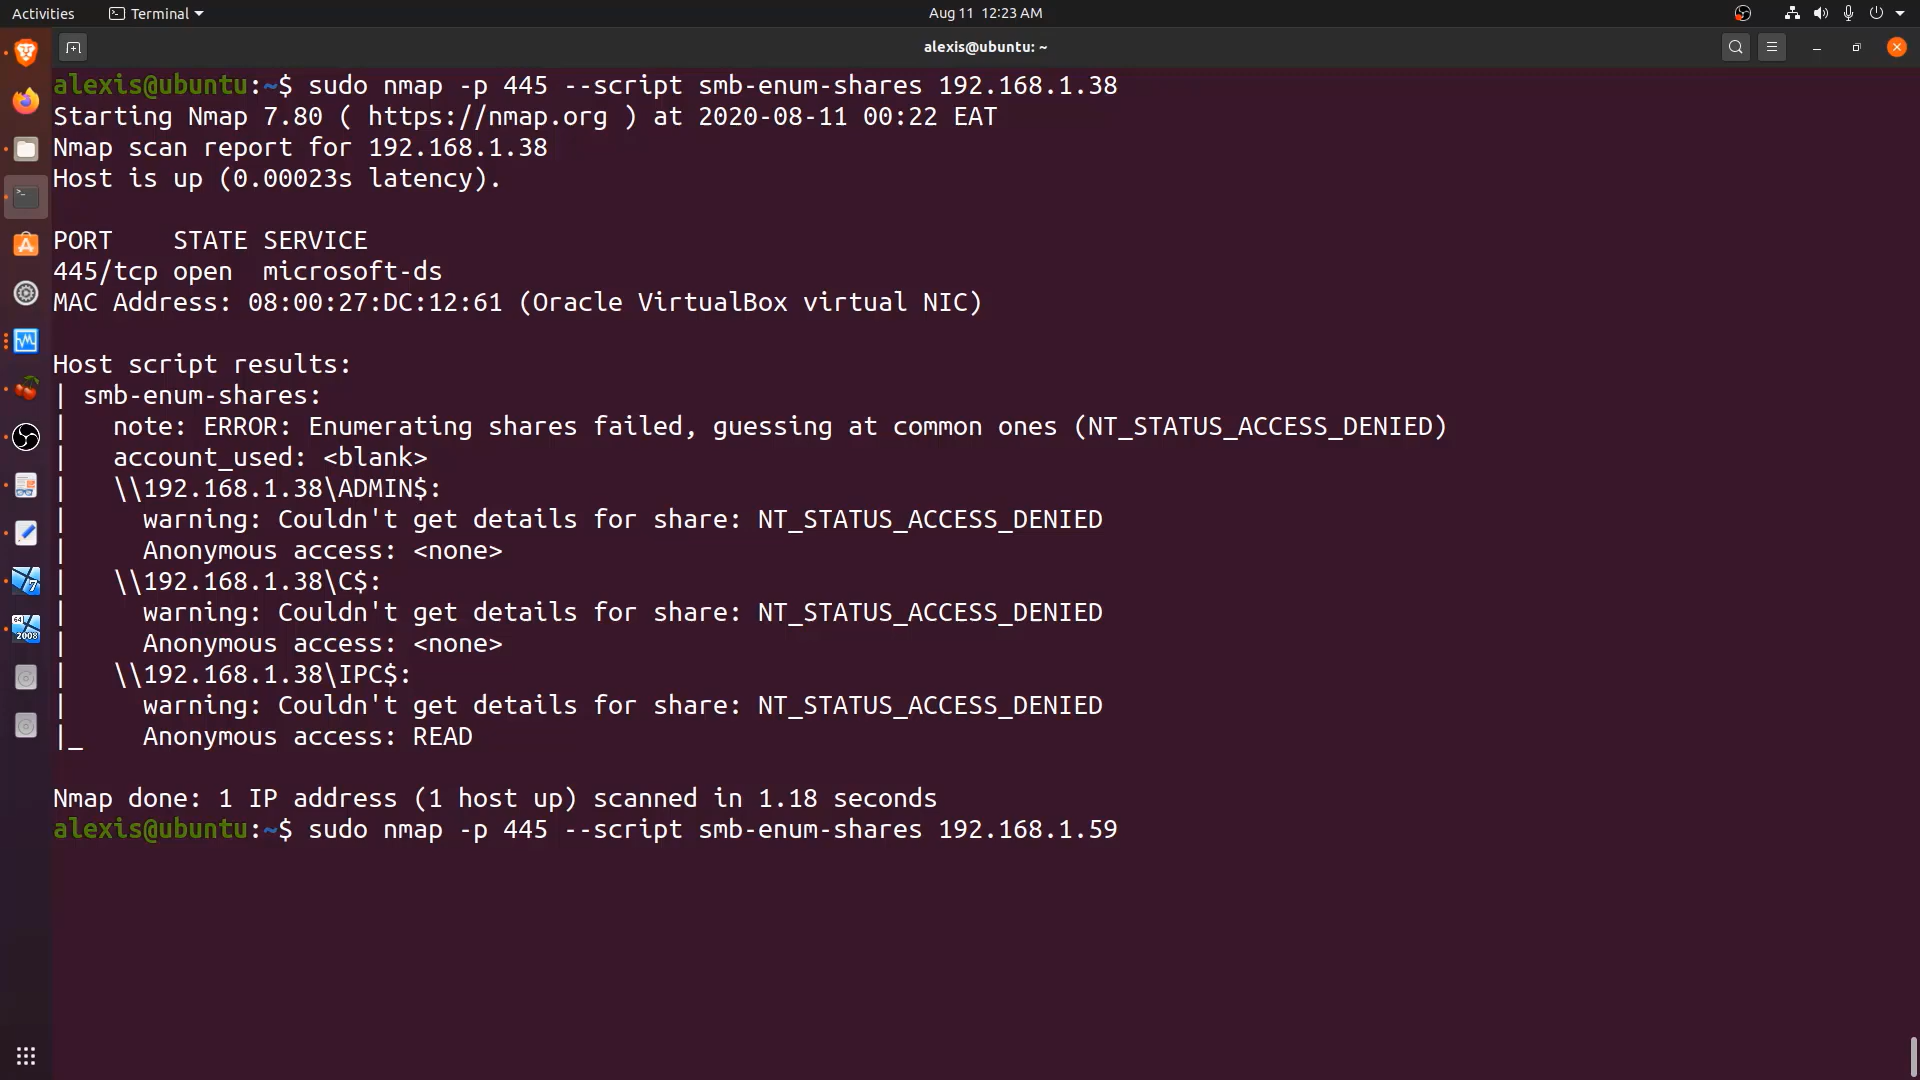 Activities
Terminal
Aug 11 12:23 AM
alexis@ubuntu: ~
alexis@ubuntu:~$ sudo nmap -p 445 --script smb-enum-shares 192.168.1.38
Starting Nmap 7.80 ( https://nmap.org ) at 2020-08-11 00:22 EAT
Nmap scan report for 192.168.1.38
Host is up (0.00023s latency).
PORT    STATE SERVICE
445/tcp open  microsoft-ds
MAC Address: 08:00:27:DC:12:61 (Oracle VirtualBox virtual NIC)
Host script results:
| smb-enum-shares:
|   note: ERROR: Enumerating shares failed, guessing at common ones (NT_STATUS_ACCESS_DENIED)
|   account_used: <blank>
|   \\192.168.1.38\ADMIN$:
|     warning: Couldn't get details for share: NT_STATUS_ACCESS_DENIED
|     Anonymous access: <none>
|   \\192.168.1.38\C$:
|     warning: Couldn't get details for share: NT_STATUS_ACCESS_DENIED
|     Anonymous access: <none>
|   \\192.168.1.38\IPC$:
|     warning: Couldn't get details for share: NT_STATUS_ACCESS_DENIED
|_    Anonymous access: READ
Nmap done: 1 IP address (1 host up) scanned in 1.18 seconds
alexis@ubuntu:~$ sudo nmap -p 445 --script smb-enum-shares 192.168.1.59
7
64
2008